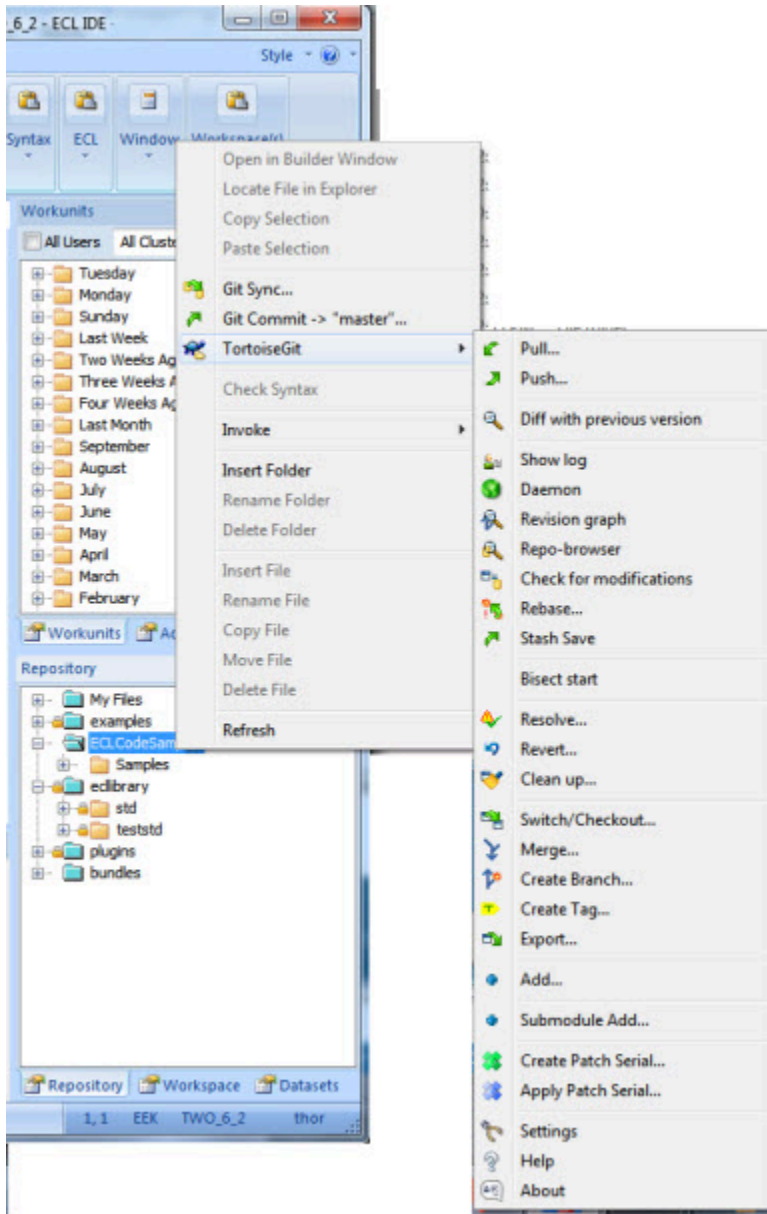 _6_2 - ECL IDE -
Style
Syntax ECL Window Workspace(s)
Workunits
All Users All Cluste
Tuesday
Monday
Sunday
Last Week
Two Weeks Ag
Three Weeks A
Four Weeks Ag
Last Month
September
August
July
June
May
April
March
February
Workunits Ac
Repository
My Files
examples
ECLCodeSam
Samples
eclibrary
std
teststd
plugins
bundles
Repository Workspace Datasets
1, 1 EEK TWO_6_2 thor
Open in Builder Window
Locate File in Explorer
Copy Selection
Paste Selection
Git Sync...
Git Commit -> "master"...
TortoiseGit
Check Syntax
Invoke
Insert Folder
Rename Folder
Delete Folder
Insert File
Rename File
Copy File
Move File
Delete File
Refresh
Pull...
Push...
Diff with previous version
Show log
Daemon
Revision graph
Repo-browser
Check for modifications
Rebase...
Stash Save
Bisect start
Resolve...
Revert...
Clean up...
Switch/Checkout...
Merge...
Create Branch...
Create Tag...
Export...
Add...
Submodule Add...
Create Patch Serial...
Apply Patch Serial...
Settings
Help
About